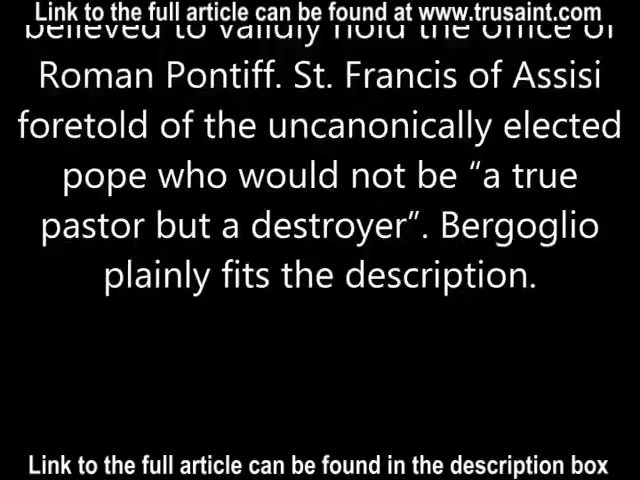 Link to the full article can be found at www.trusaint.com
believed to validly hold the office of
Roman Pontiff. St. Francis of Assisi
foretold of the uncanonically elected
pope who would not be “a true
pastor but a destroyer”. Bergoglio
plainly fits the description.
Link to the full article can be found in the description box